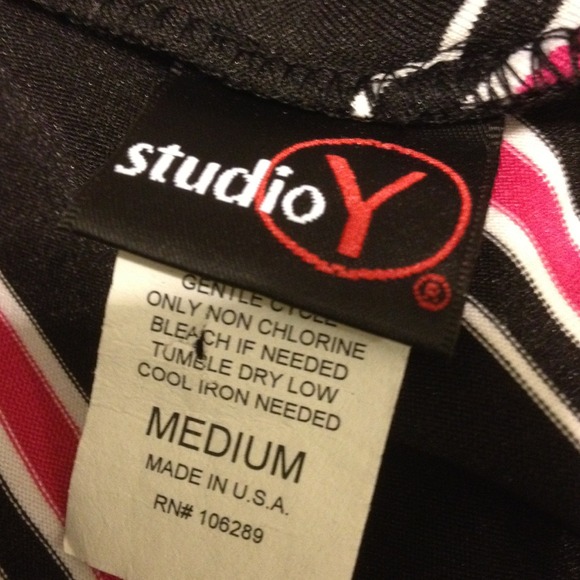 studio Y ®
GENTLE CYCLE
ONLY NON CHLORINE
BLEACH IF NEEDED
TUMBLE DRY LOW
COOL IRON NEEDED
MEDIUM
MADE IN U.S.A.
RN# 106289